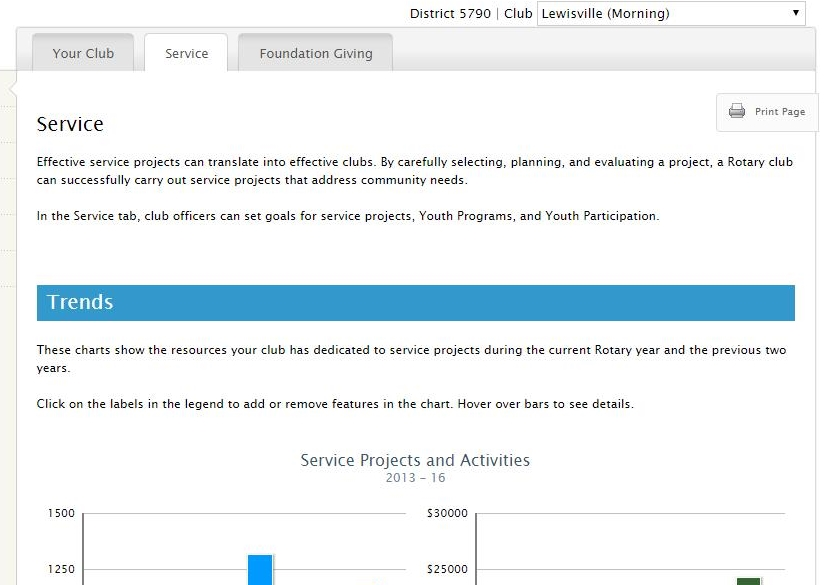 District 5790 | Club Lewisville (Morning)
Your Club Service Foundation Giving
Print Page
Service
Effective service projects can translate into effective clubs. By carefully selecting, planning, and evaluating a project, a Rotary club
can successfully carry out service projects that address community needs.
In the Service tab, club officers can set goals for service projects, Youth Programs, and Youth Participation.
Trends
These charts show the resources your club has dedicated to service projects during the current Rotary year and the previous two
years.
Click on the labels in the legend to add or remove features in the chart. Hover over bars to see details.
Service Projects and Activities
2013 – 16
1500 $30000
1250 $25000